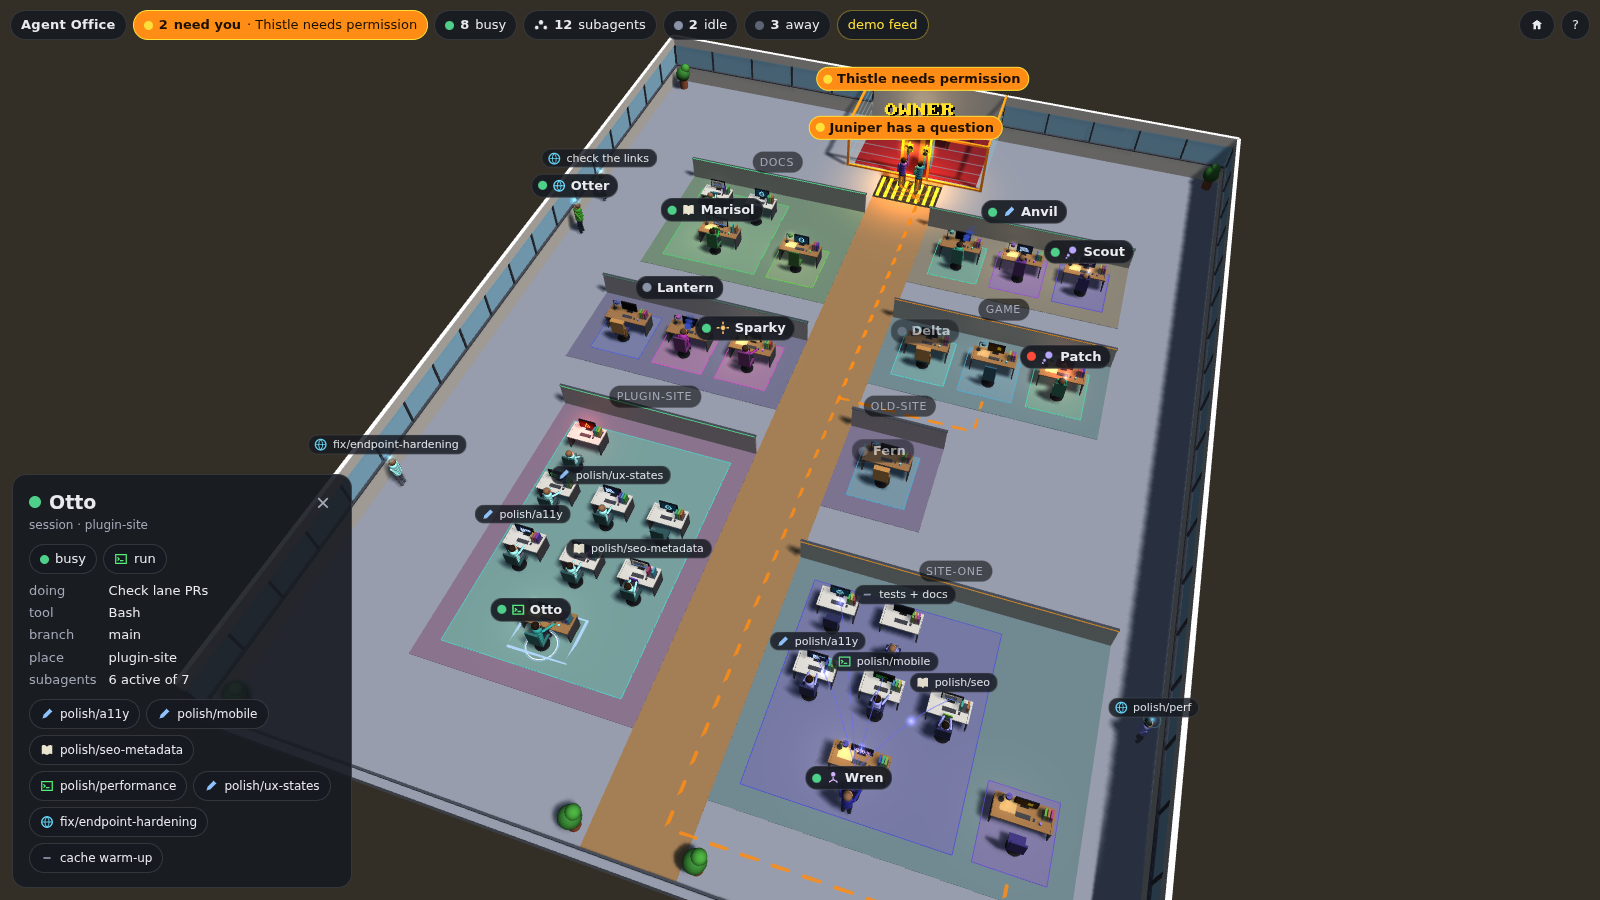 Agent Office
2 need you · Thistle needs permission
8 busy
12 subagents
2 idle
3 away
demo feed
?
Thistle needs permission
OWNER
Juniper has a question
DOCS
check the links
Otter
Marisol
Anvil
Scout
Lantern
Sparky
GAME
Delta
Patch
PLUGIN-SITE
OLD-SITE
fix/endpoint-hardening
Fern
polish/ux-states
polish/a11y
polish/seo-metadata
Otto
SITE-ONE
tests + docs
polish/a11y
polish/mobile
polish/seo
polish/perf
Wren
Otto
session · plugin-site
busy
run
doing Check lane PRs
tool Bash
branch main
place plugin-site
subagents 6 active of 7
polish/a11y
polish/mobile
polish/seo-metadata
polish/performance
polish/ux-states
fix/endpoint-hardening
cache warm-up